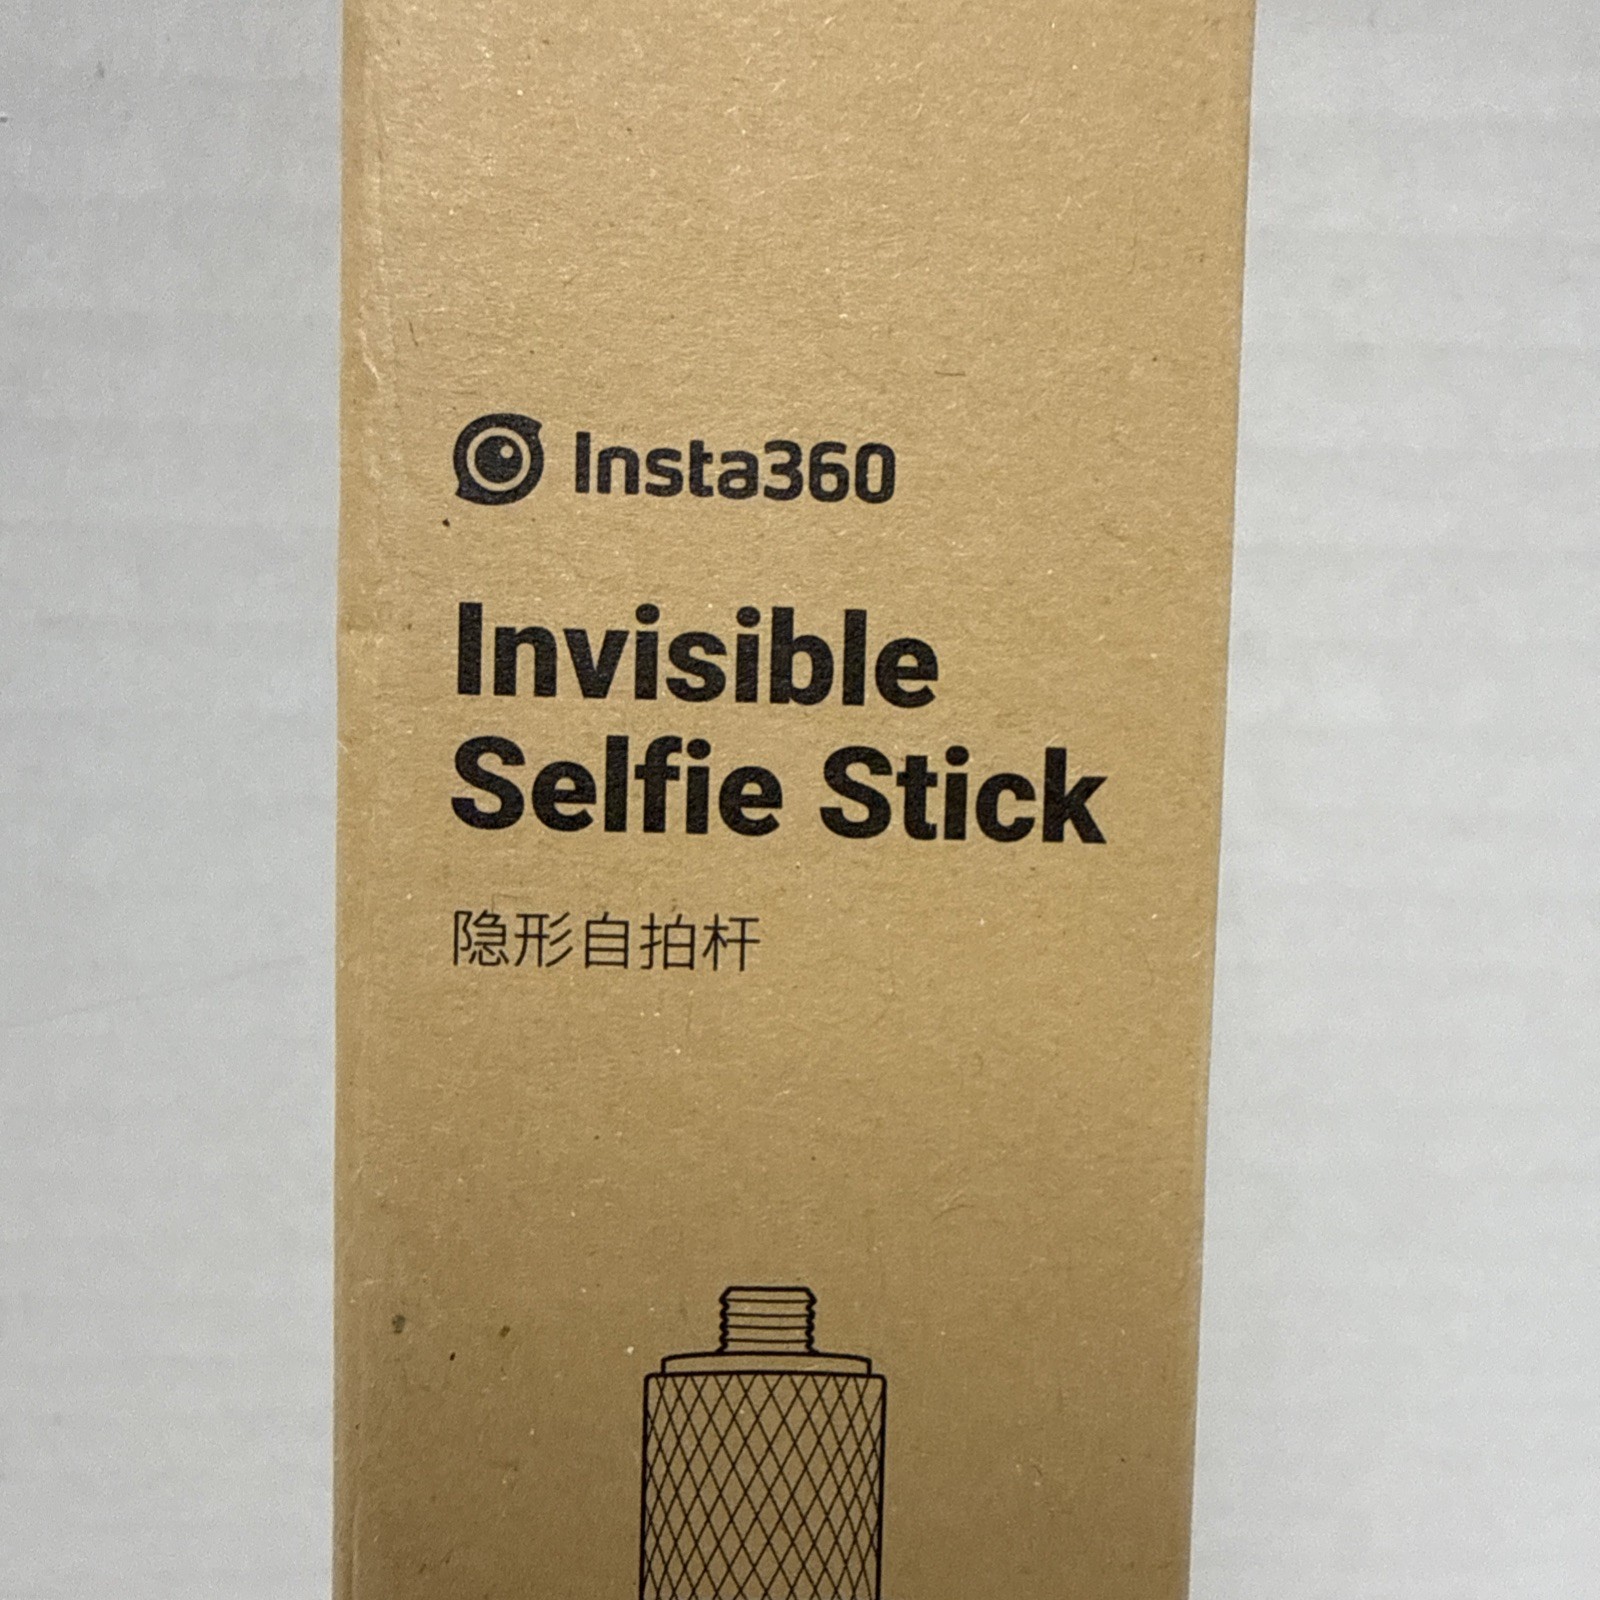 Insta360
Invisible
Selfie Stick
隐形自拍杆